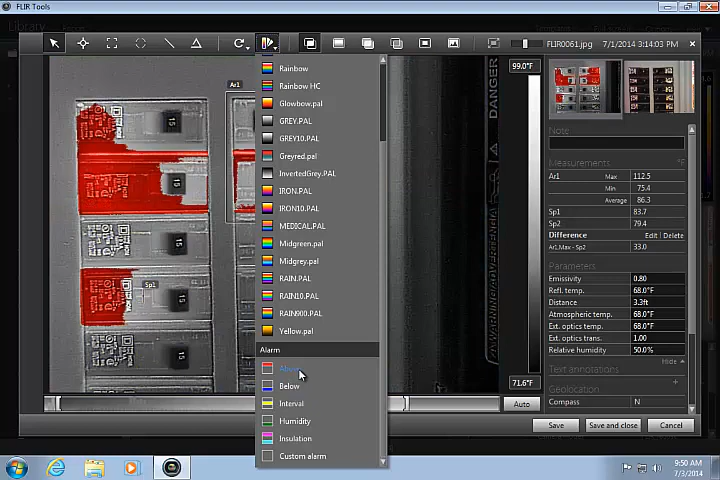 FLIR Tools
Library
FLIR0061.jpg
7/1/2014 3:14:03 PM
Ar1
99.0°F
DANGER
15
15
15
15
15
Sp1
Rainbow
Rainbow HC
Glowbow.pal
GREY.PAL
GREY10.PAL
Greyred.pal
InvertedGrey.PAL
IRON.PAL
IRON10.PAL
MEDICAL.PAL
Midgreen.pal
Midgrey.pal
RAIN.PAL
RAIN10.PAL
RAIN900.PAL
Yellow.pal
Alarm
Above
Below
Interval
Humidity
Insulation
Custom alarm
71.6°F
Auto
Note
Measurements °F
Ar1 Max 112.5
Min 75.4
Average 86.3
Sp1 83.7
Sp2 79.4
Difference Edit | Delete
Ar1.Max - Sp2 33.0
Parameters
Emissivity 0.80
Refl. temp. 68.0°F
Distance 3.3ft
Atmospheric temp. 68.0°F
Ext. optics temp. 68.0°F
Ext. optics trans. 1.00
Relative humidity 50.0%
Hide
Text annotations
Geolocation
Compass N
Save
Save and close
Cancel
9:50 AM
7/3/2014